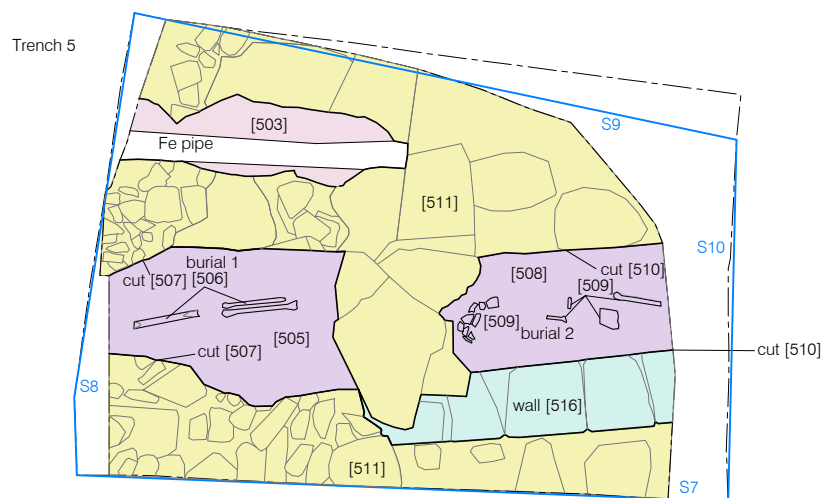 Trench 5
S9
[503]
Fe pipe
[511]
S10
burial 1
cut [507] [506]
[508]
cut [510]
[509]
[509]
burial 2
[505]
cut [507]
cut [510]
S8
wall [516]
[511]
S7